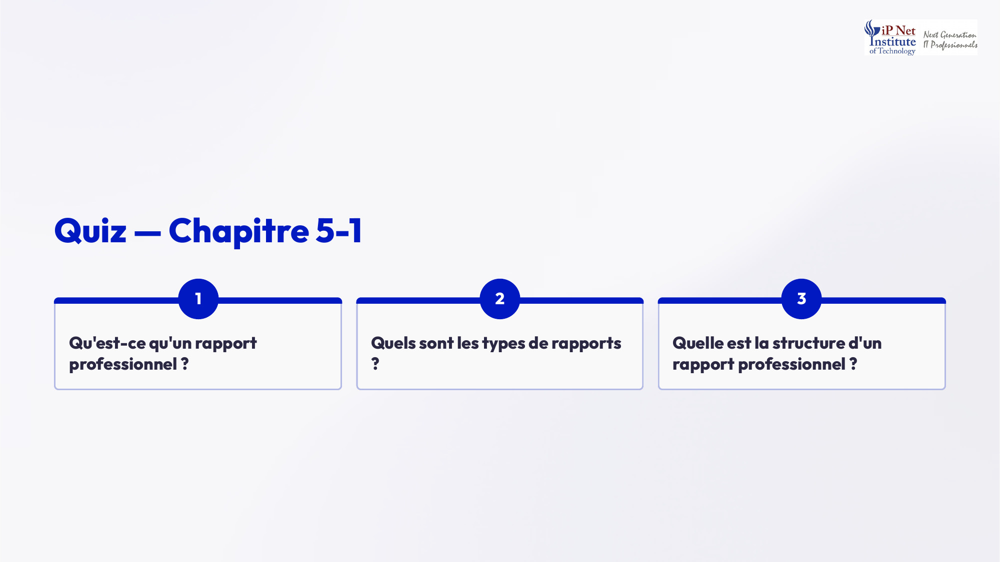 iP Net
Institute
of Technology
Next Generation
IT Professionnels
Quiz — Chapitre 5-1
1
Qu'est-ce qu'un rapport
professionnel ?
2
Quels sont les types de rapports
?
3
Quelle est la structure d'un
rapport professionnel ?